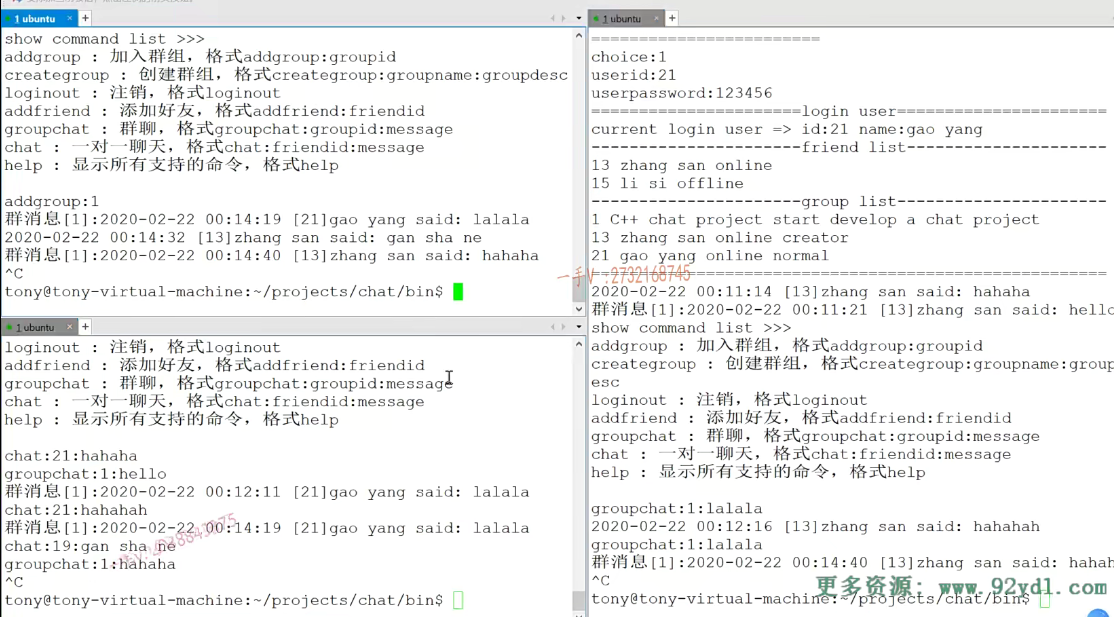 1 ubuntu
show command list >>>
addgroup : 加入群组，格式addgroup:groupid
creategroup : 创建群组，格式creategroup:groupname:groupdesc
loginout : 注销，格式loginout
addfriend : 添加好友，格式addfriend:friendid
groupchat : 群聊，格式groupchat:groupid:message
chat : 一对一聊天，格式chat:friendid:message
help : 显示所有支持的命令，格式help
addgroup:1
群消息[1]:2020-02-22 00:14:19 [21]gao yang said: lalala
2020-02-22 00:14:32 [13]zhang san said: gan sha ne
群消息[1]:2020-02-22 00:14:40 [13]zhang san said: hahaha
^C
tony@tony-virtual-machine:~/projects/chat/bin$
1 ubuntu
loginout : 注销，格式loginout
addfriend : 添加好友，格式addfriend:friendid
groupchat : 群聊，格式groupchat:groupid:message
chat : 一对一聊天，格式chat:friendid:message
help : 显示所有支持的命令，格式help
chat:21:hahaha
groupchat:1:hello
群消息[1]:2020-02-22 00:12:11 [21]gao yang said: lalala
chat:21:hahahah
群消息[1]:2020-02-22 00:14:19 [21]gao yang said: lalala
chat:19:gan sha ne
groupchat:1:hahaha
^C
tony@tony-virtual-machine:~/projects/chat/bin$
1 ubuntu
========================
choice:1
userid:21
userpassword:123456
======================login user======================
current login user => id:21 name:gao yang
----------------------friend list---------------------
13 zhang san online
15 li si offline
----------------------group list----------------------
1 C++ chat project start develop a chat project
13 zhang san online creator
21 gao yang online normal
======================================================
2020-02-22 00:11:14 [13]zhang san said: hahaha
群消息[1]:2020-02-22 00:11:21 [13]zhang san said: hello
show command list >>>
addgroup : 加入群组，格式addgroup:groupid
creategroup : 创建群组，格式creategroup:groupname:group
esc
loginout : 注销，格式loginout
addfriend : 添加好友，格式addfriend:friendid
groupchat : 群聊，格式groupchat:groupid:message
chat : 一对一聊天，格式chat:friendid:message
help : 显示所有支持的命令，格式help
groupchat:1:lalala
2020-02-22 00:12:16 [13]zhang san said: hahahah
groupchat:1:lalala
群消息[1]:2020-02-22 00:14:40 [13]zhang san said: hahah
^C
tony@tony-virtual-machine:~/projects/chat/bin$
一手V :2732168745
更多资源: www.92ydl.com